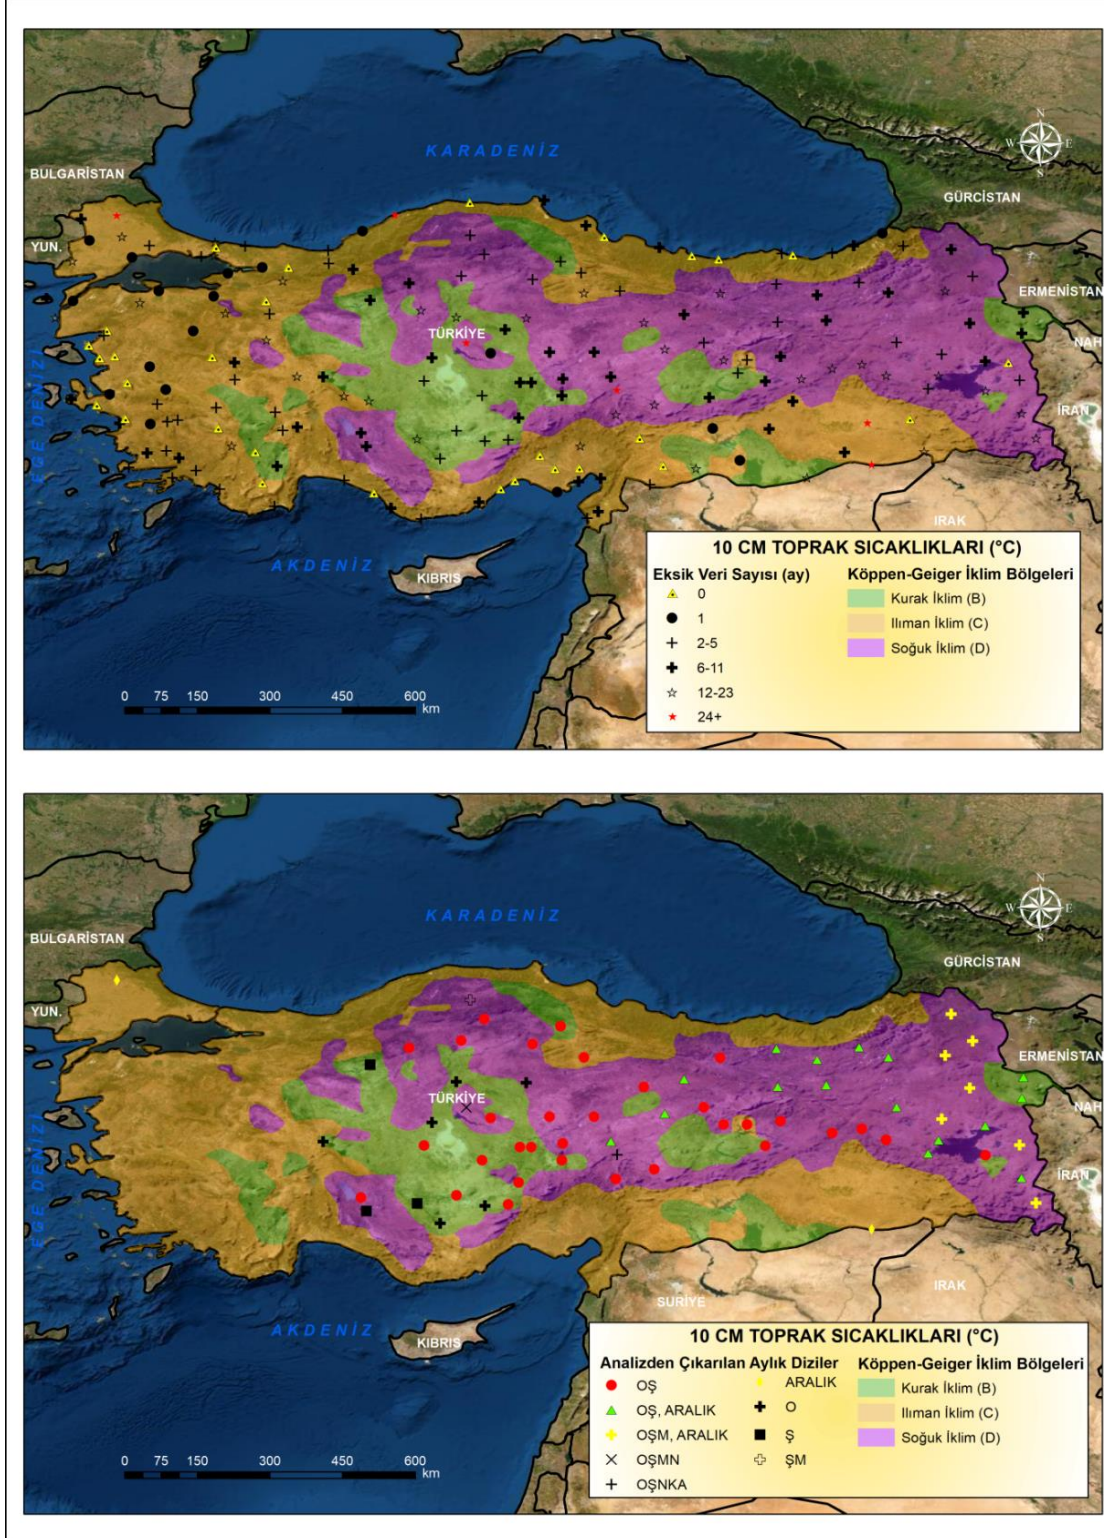 N
W E
S
KARADENİZ
BULGARİSTAN
GÜRCİSTAN
YUN.
ERMENİSTAN
TÜRKİYE
NAH
EGE DENİZİ
İRAN
IRAK
AKDENİZ
KIBRIS
10 CM TOPRAK SICAKLIKLARI (°C)
Eksik Veri Sayısı (ay)
0
1
2-5
6-11
12-23
24+
Köppen-Geiger İklim Bölgeleri
Kurak İklim (B)
Ilıman İklim (C)
Soğuk İklim (D)
0 75 150 300 450 600
km
N
W E
S
KARADENİZ
BULGARİSTAN
GÜRCİSTAN
YUN.
ERMENİSTAN
TÜRKİYE
NAH
EGE DENİZİ
İRAN
IRAK
SURİYE
AKDENİZ
KIBRIS
10 CM TOPRAK SICAKLIKLARI (°C)
Analizden Çıkarılan Aylık Diziler
OŞ
OŞ, ARALIK
OŞM, ARALIK
OŞMN
OŞNKA
ARALIK
O
Ş
ŞM
Köppen-Geiger İklim Bölgeleri
Kurak İklim (B)
Ilıman İklim (C)
Soğuk İklim (D)
0 75 150 300 450 600
km